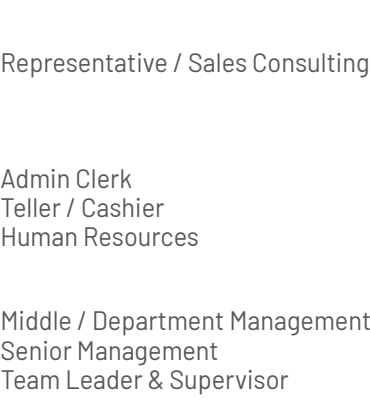 Representative / Sales Consulting
Admin Clerk
Teller / Cashier
Human Resources
Middle / Department Management
Senior Management
Team Leader & Supervisor